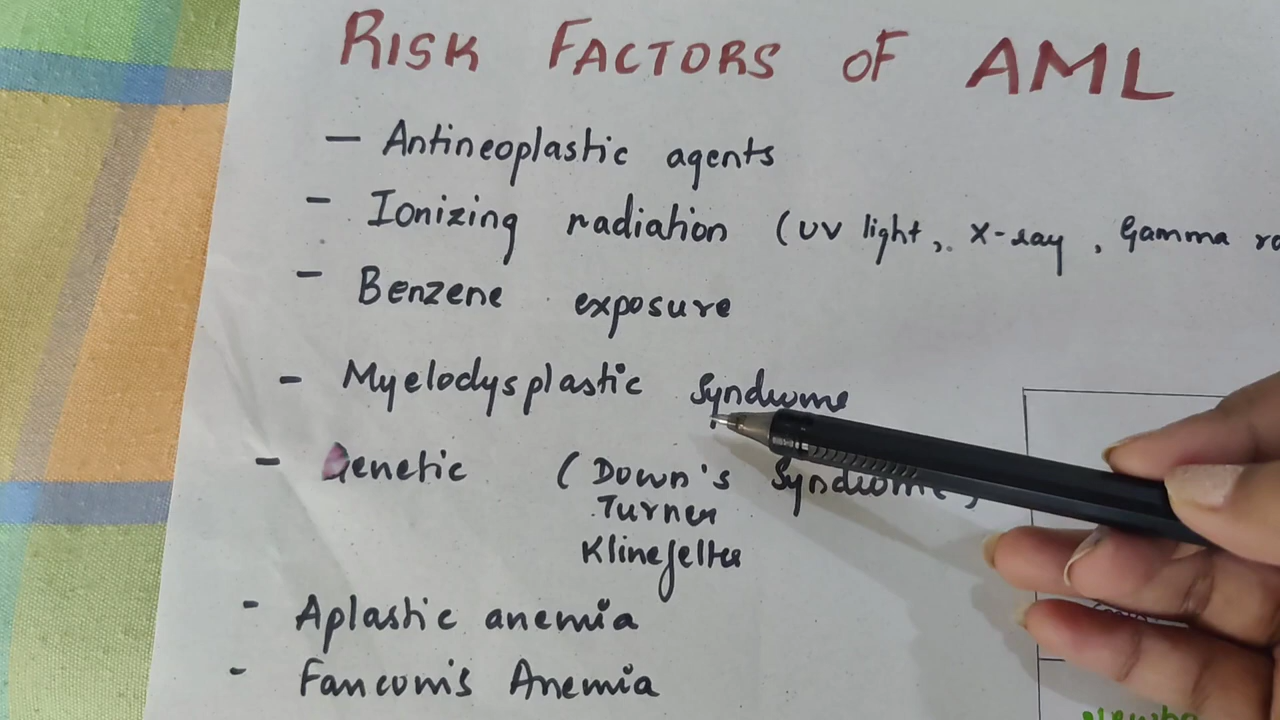 RISK FACTORS OF AML
- Antineoplastic agents
- Ionizing radiation (UV light, X-ray, Gamma
- Benzene exposure
- Myelodysplastic Syndrome
- Genetic (Down's Syndrome,
Turner
Klinefelter
- Aplastic anemia
- Fanconi's Anemia